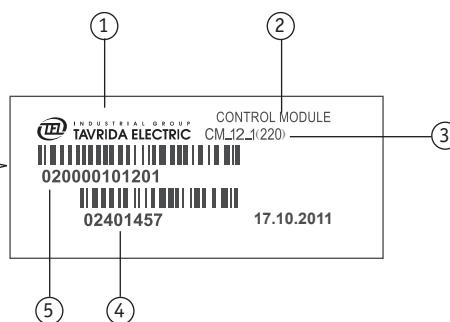 1
2
INDUSTRIAL GROUP
TAVRIDA ELECTRIC
CONTROL MODULE
CM_12_1(220)
3
020000101201
02401457
17.10.2011
5
4